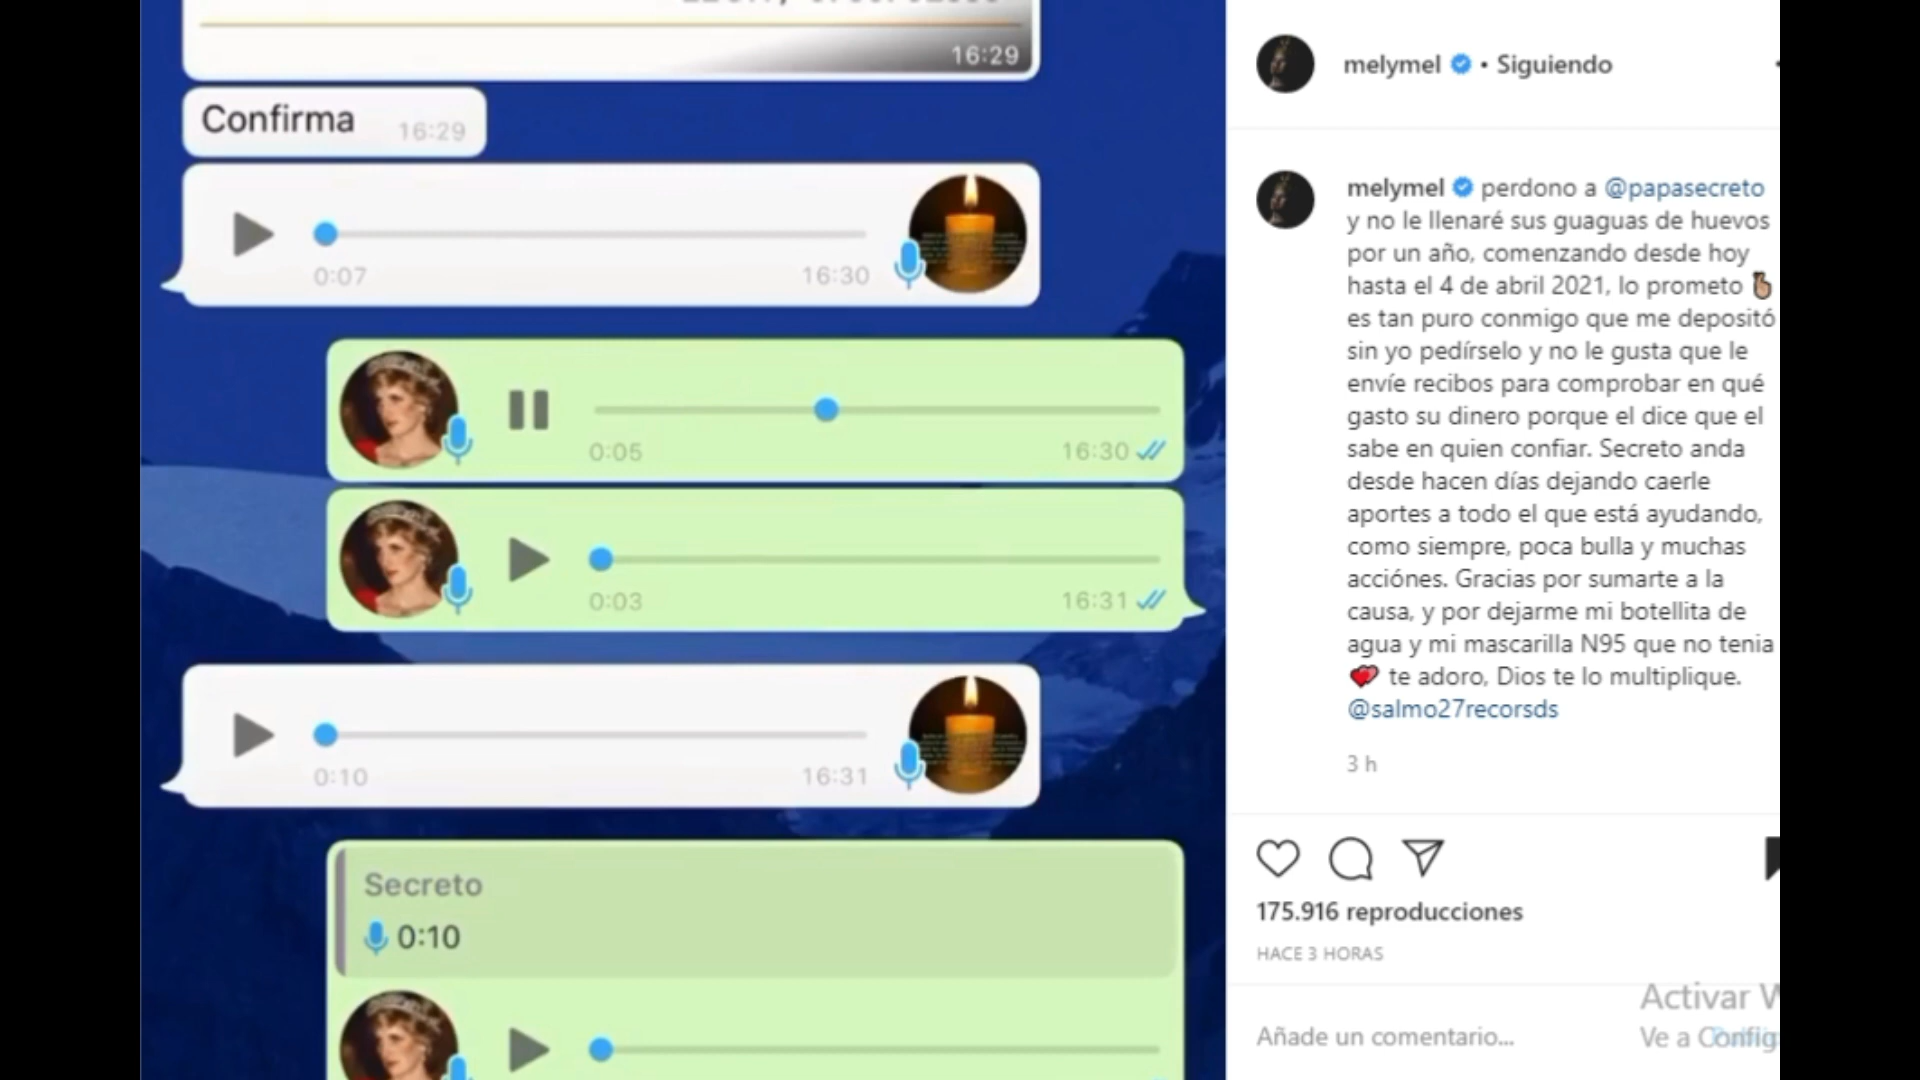 16:29
Confirma 16:29
0:07 16:30
0:05 16:30
0:03 16:31
0:10 16:31
Secreto
0:10
melymel • Siguiendo
melymel perdono a @papasecreto
y no le llenaré sus guaguas de huevos
por un año, comenzando desde hoy
hasta el 4 de abril 2021, lo prometo
es tan puro conmigo que me depositó
sin yo pedírselo y no le gusta que le
envíe recibos para comprobar en qué
gasto su dinero porque el dice que el
sabe en quien confiar. Secreto anda
desde hacen días dejando caerle
aportes a todo el que está ayudando,
como siempre, poca bulla y muchas
acciónes. Gracias por sumarte a la
causa, y por dejarme mi botellita de
agua y mi mascarilla N95 que no tenia
te adoro, Dios te lo multiplique.
@salmo27recorsds
3 h
175.916 reproducciones
HACE 3 HORAS
Activar
Añade un comentario...
Ve a